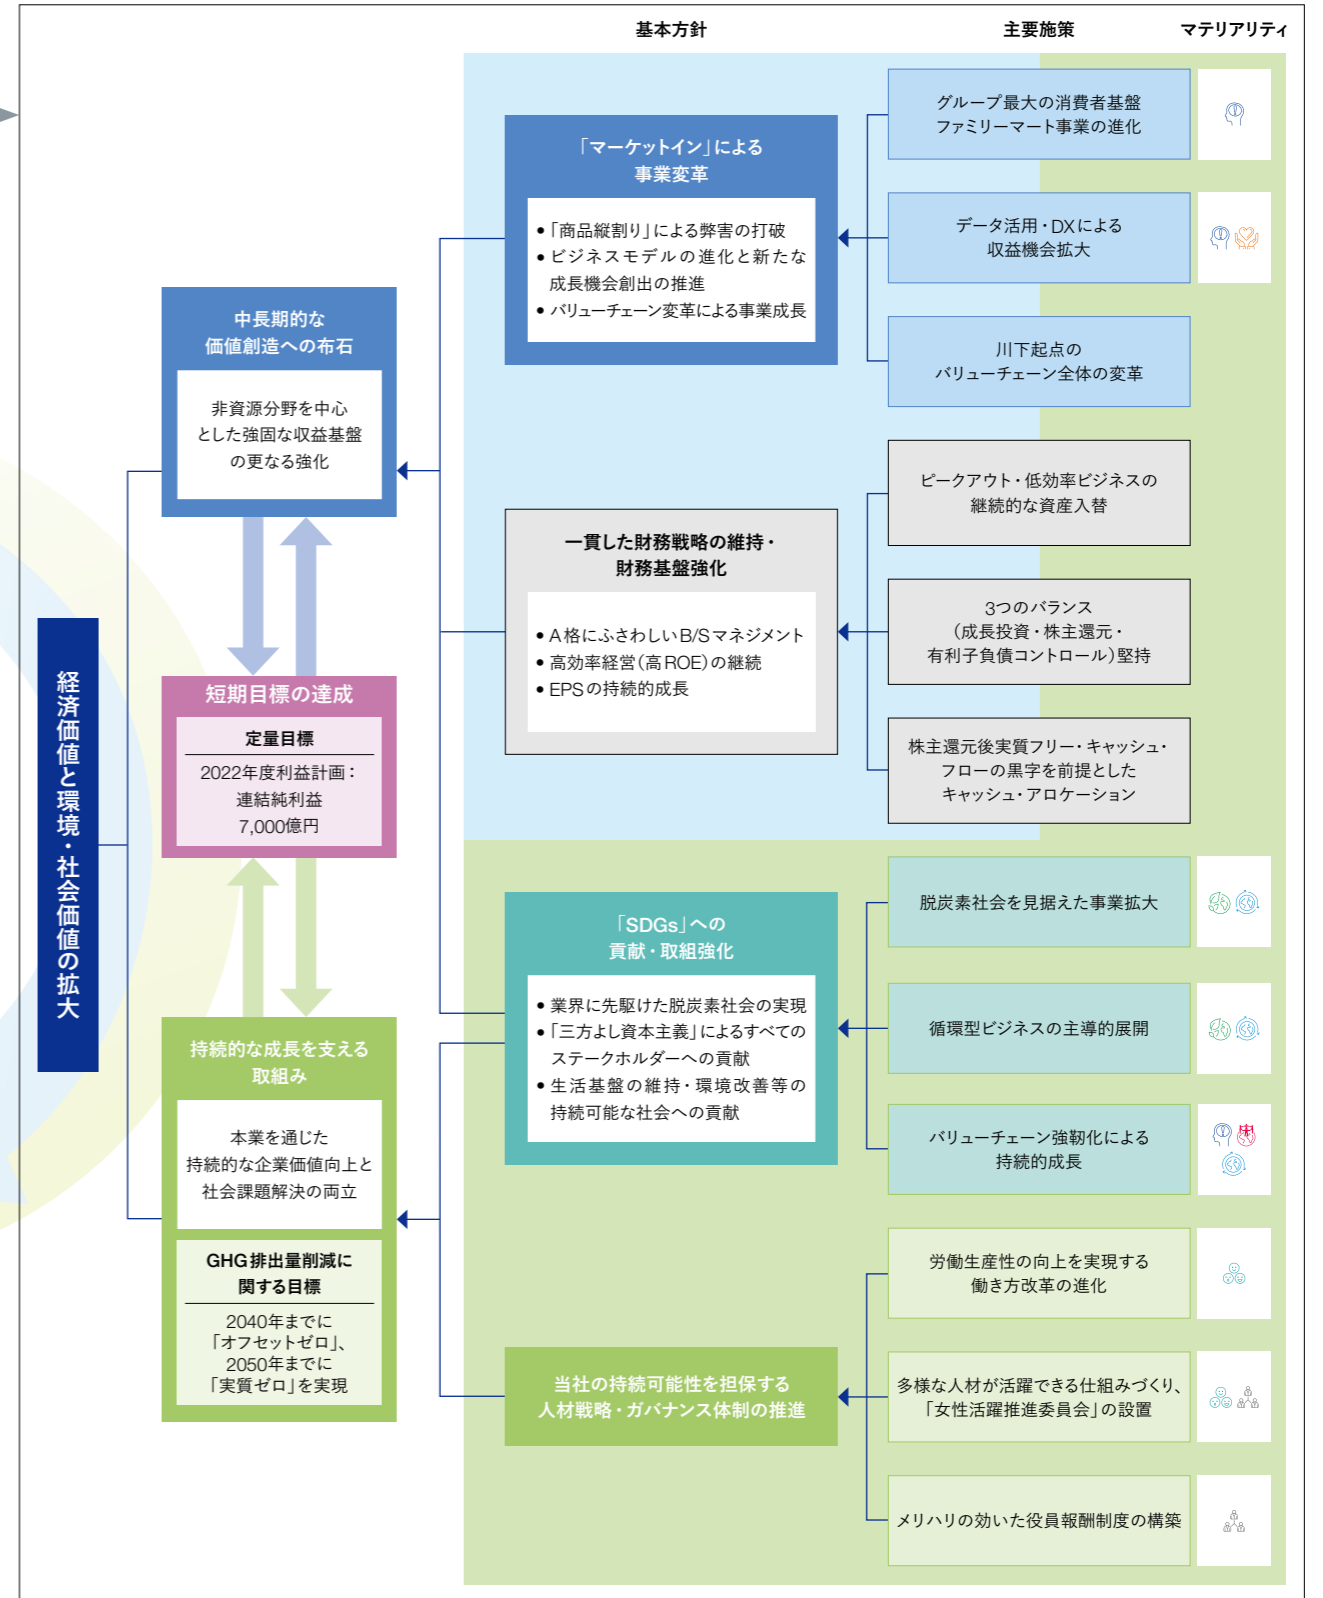 基本方針
主要施策
マテリアリティ
経済価値と環境・社会価値の拡大
中長期的な
価値創造への布石
非資源分野を中心
とした強固な収益基盤
の更なる強化
短期目標の達成
定量目標
2022年度利益計画：
連結純利益
7,000億円
持続的な成長を支える
取組み
本業を通じた
持続的な企業価値向上と
社会課題解決の両立
GHG排出量削減に
関する目標
2040年までに
「オフセットゼロ」、
2050年までに
「実質ゼロ」を実現
「マーケットイン」による
事業変革
•「商品縦割り」による弊害の打破
• ビジネスモデルの進化と新たな
成長機会創出の推進
• バリューチェーン変革による事業成長
グループ最大の消費者基盤
ファミリーマート事業の進化
データ活用・DXによる
収益機会拡大
川下起点の
バリューチェーン全体の変革
一貫した財務戦略の維持・
財務基盤強化
• A格にふさわしいB/Sマネジメント
• 高効率経営（高ROE）の継続
• EPSの持続的成長
ピークアウト・低効率ビジネスの
継続的な資産入替
3つのバランス
（成長投資・株主還元・
有利子負債コントロール）堅持
株主還元後実質フリー・キャッシュ・
フローの黒字を前提とした
キャッシュ・アロケーション
「SDGs」への
貢献・取組強化
• 業界に先駆けた脱炭素社会の実現
•「三方よし資本主義」によるすべての
ステークホルダーへの貢献
• 生活基盤の維持・環境改善等の
持続可能な社会への貢献
脱炭素社会を見据えた事業拡大
循環型ビジネスの主導的展開
バリューチェーン強靭化による
持続的成長
当社の持続可能性を担保する
人材戦略・ガバナンス体制の推進
労働生産性の向上を実現する
働き方改革の進化
多様な人材が活躍できる仕組みづくり、
「女性活躍推進委員会」の設置
メリハリの効いた役員報酬制度の構築